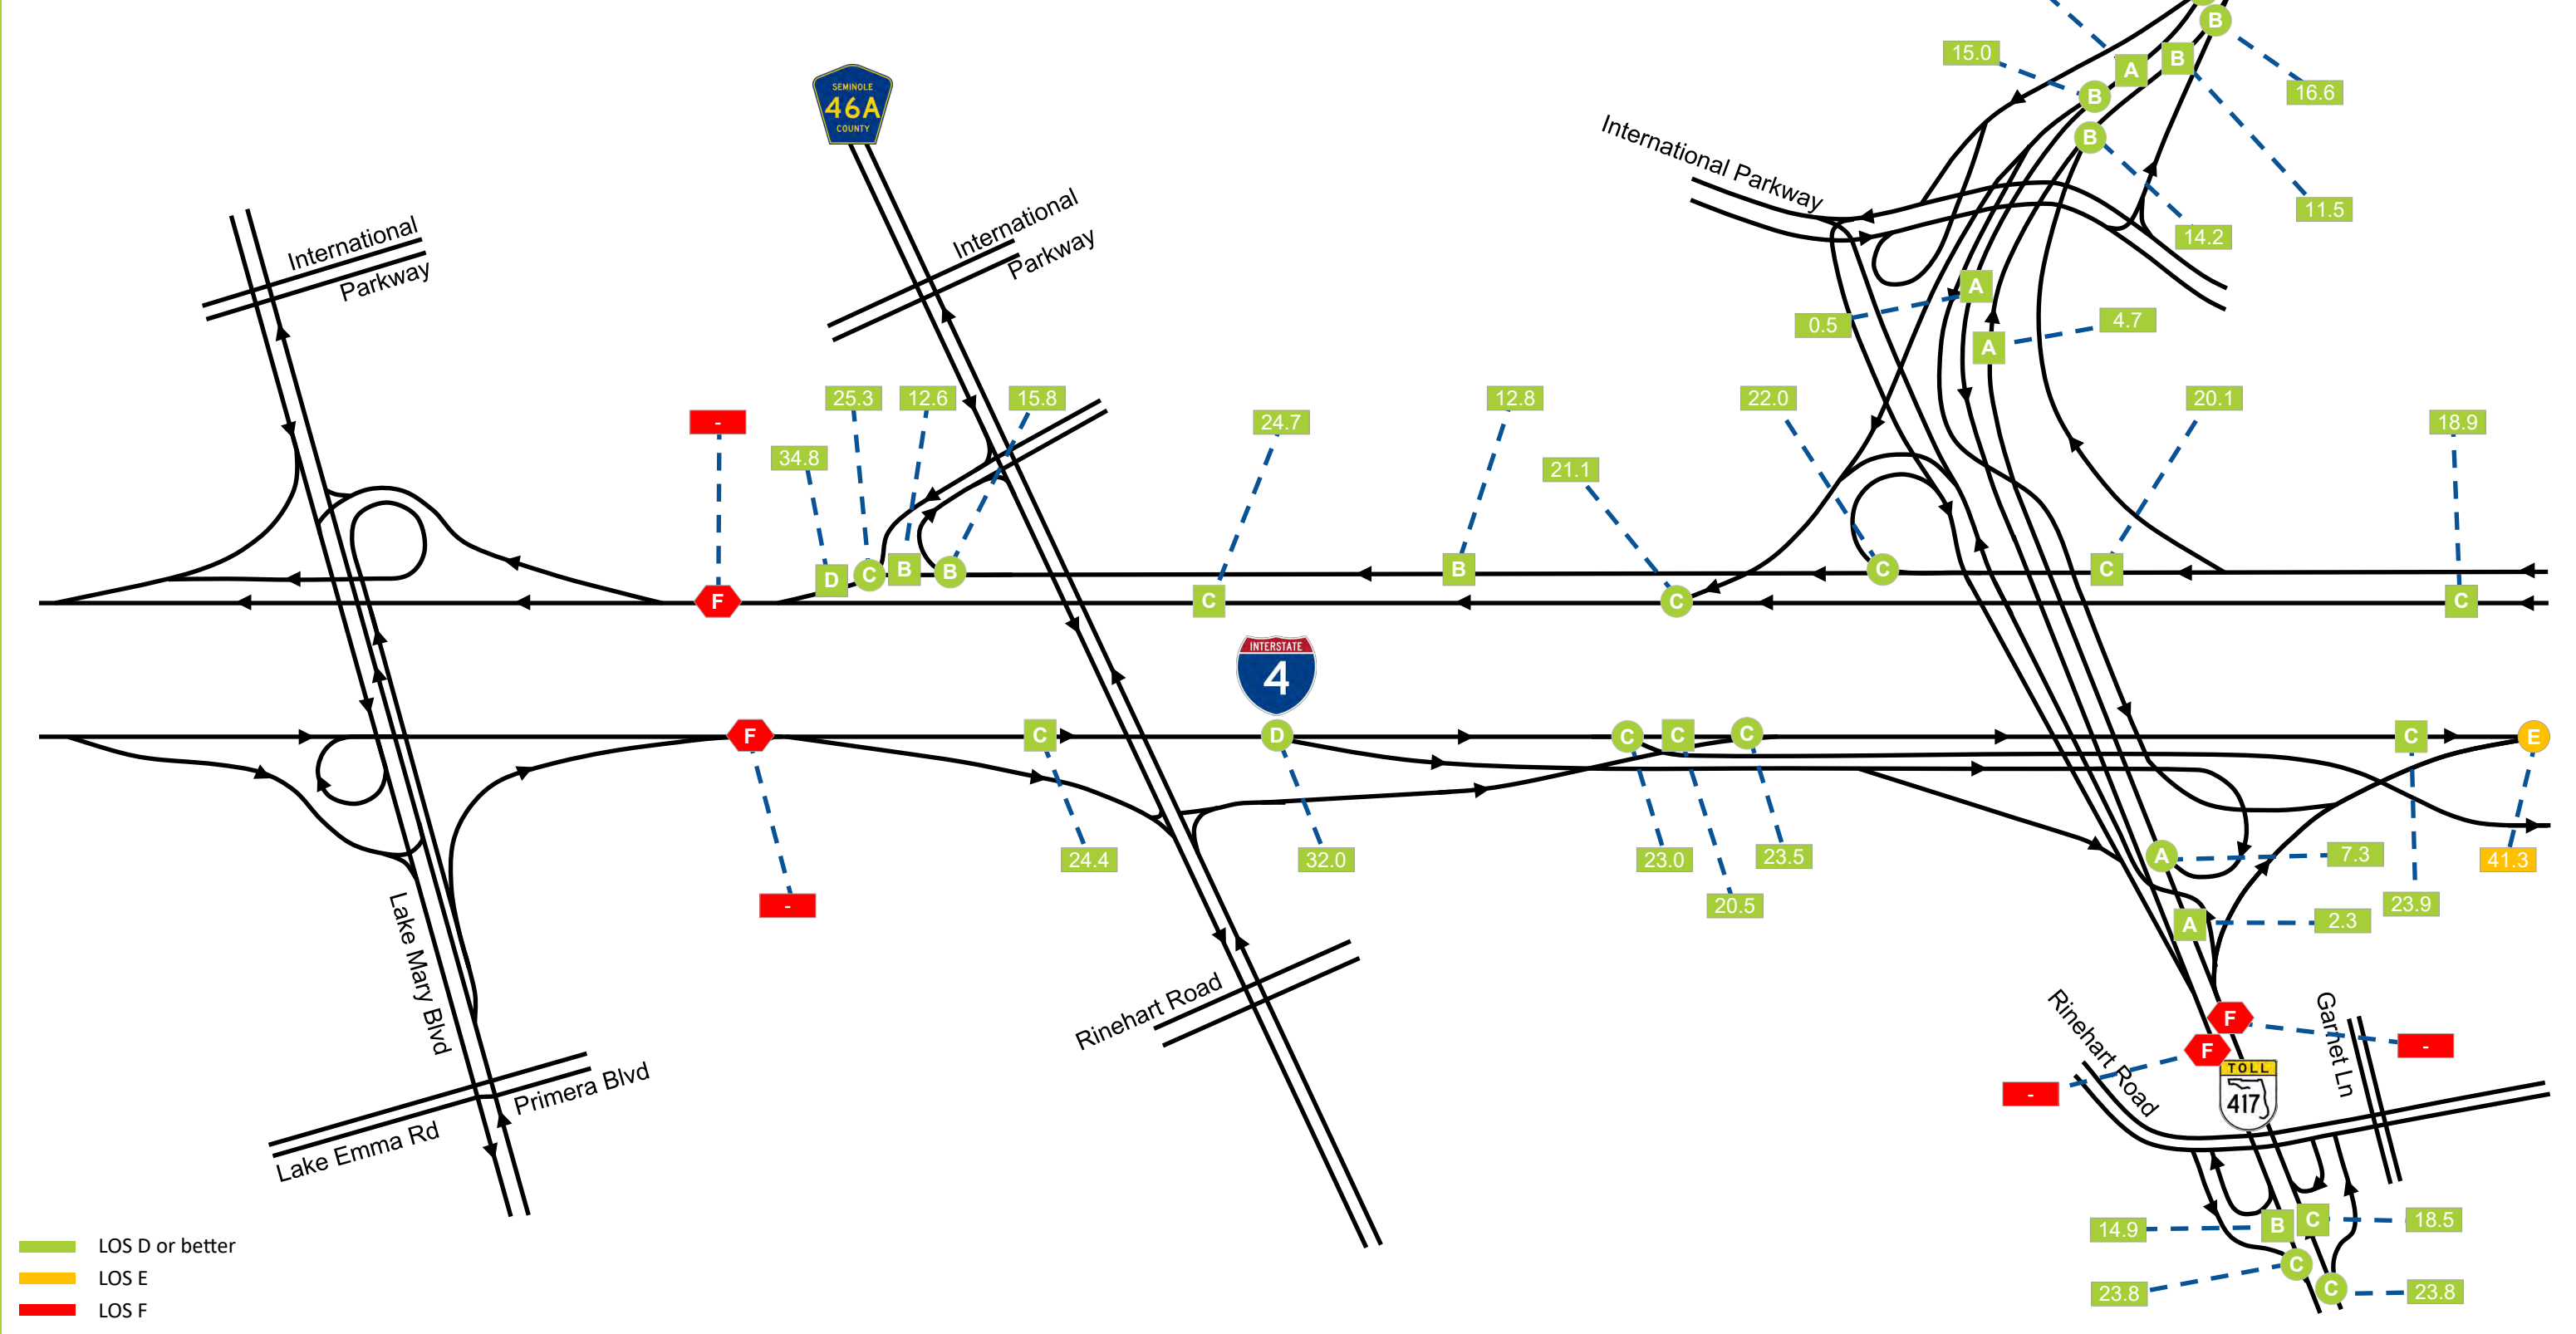 B
15.0
A
B
16.6
B
SEMINOLE
46A
COUNTY
B
International Parkway
11.5
14.2
International
Parkway
International
Parkway
A
0.5
4.7
A
25.3
12.6
15.8
12.8
22.0
20.1
-
24.7
18.9
34.8
21.1
D
C
B
B
B
C
C
F
C
C
C
INTERSTATE
4
F
C
D
C
C
C
C
E
24.4
32.0
23.0
23.5
A
7.3
41.3
-
20.5
23.9
A
2.3
Lake Mary Blvd
Rinehart Road
F
F
-
-
Rinehart Road
Garnet Ln
TOLL
417
Primera Blvd
Lake Emma Rd
14.9
B
C
18.5
23.8
C
C
23.8
LOS D or better
LOS E
LOS F